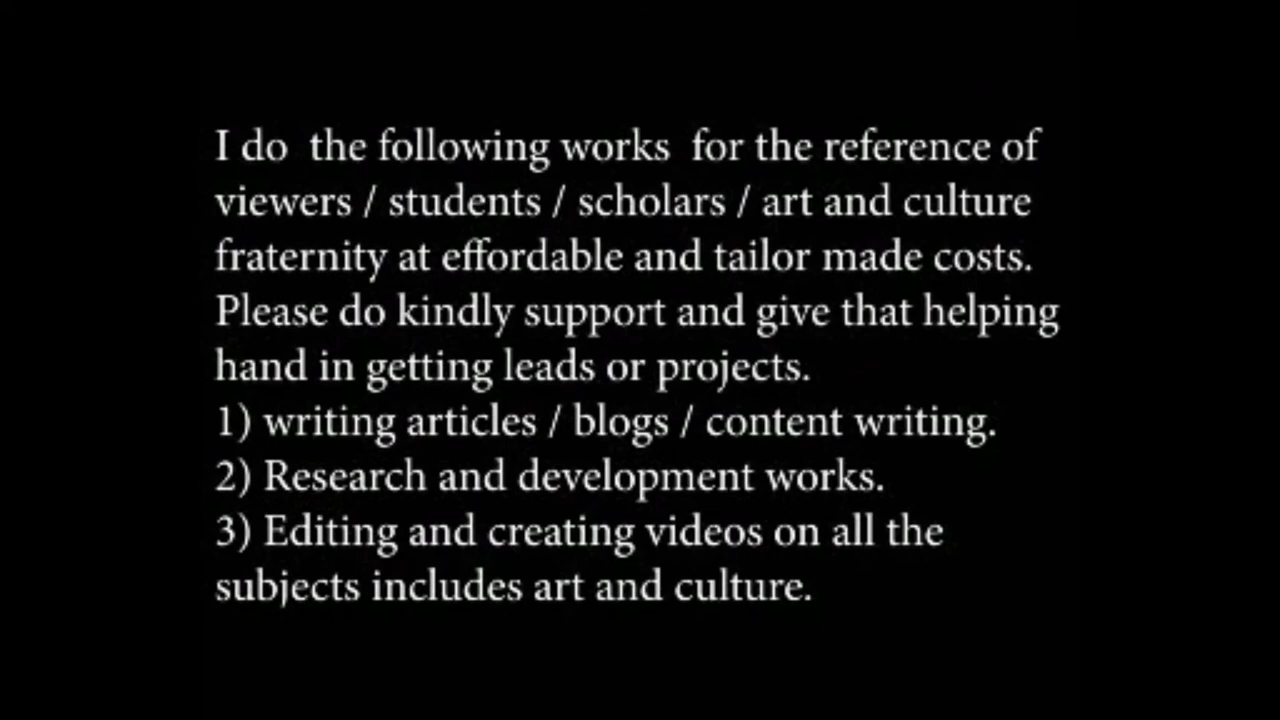 I do  the following works  for the reference of
viewers / students / scholars / art and culture
fraternity at effordable and tailor made costs.
Please do kindly support and give that helping
hand in getting leads or projects.
1) writing articles / blogs / content writing.
2) Research and development works.
3) Editing and creating videos on all the
subjects includes art and culture.